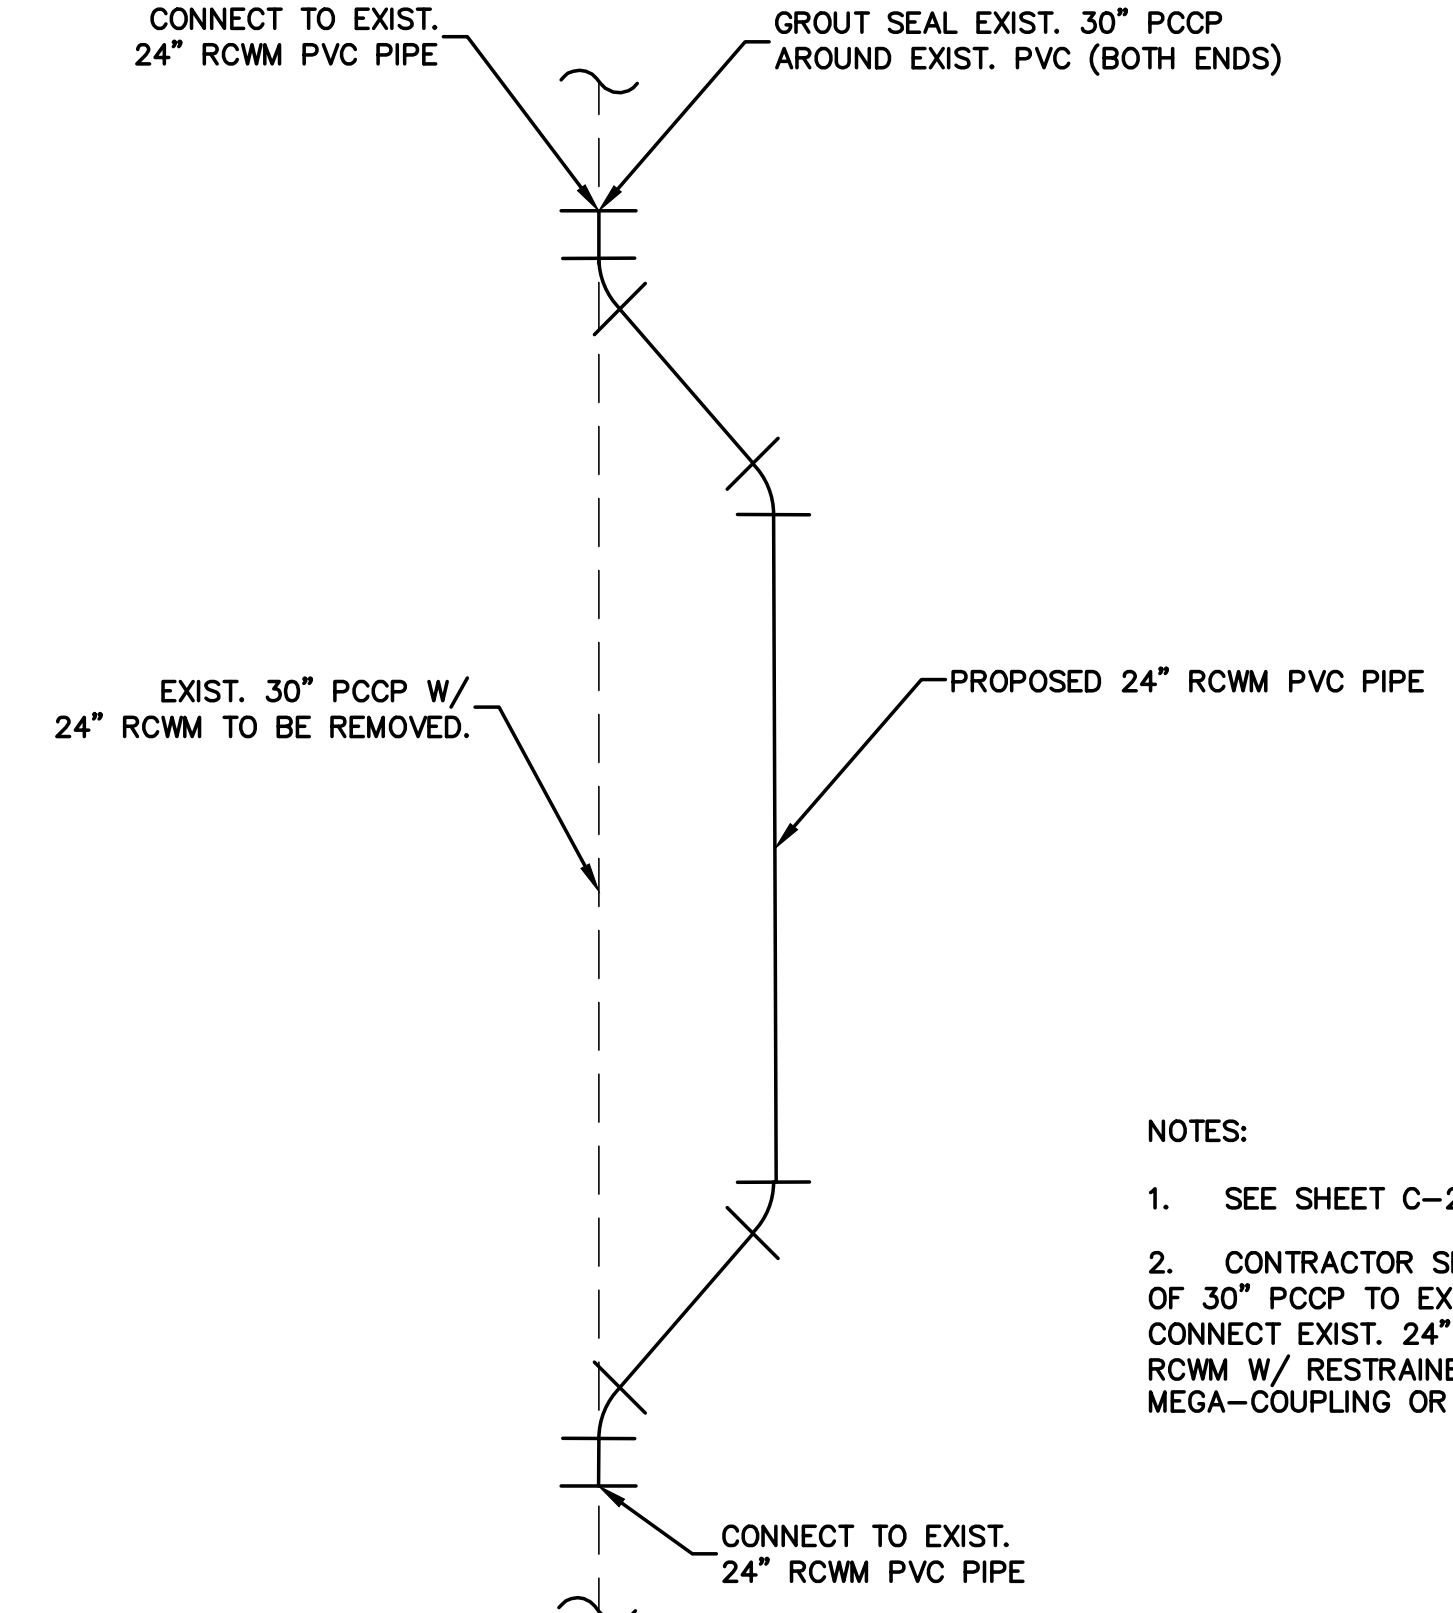 CONNECT TO EXIST.
24" RCWM PVC PIPE
GROUT SEAL EXIST. 30" PCCP
AROUND EXIST. PVC (BOTH ENDS)
EXIST. 30" PCCP W/
24" RCWM TO BE REMOVED.
PROPOSED 24" RCWM PVC PIPE
NOTES:
1. SEE SHEET
2. CONTRACTOR
OF 30" PCCP TO
CONNECT EXIST. 24"
RCWM W/
MEGA-COUPLING OR
CONNECT TO EXIST.
24" RCWM PVC PIPE